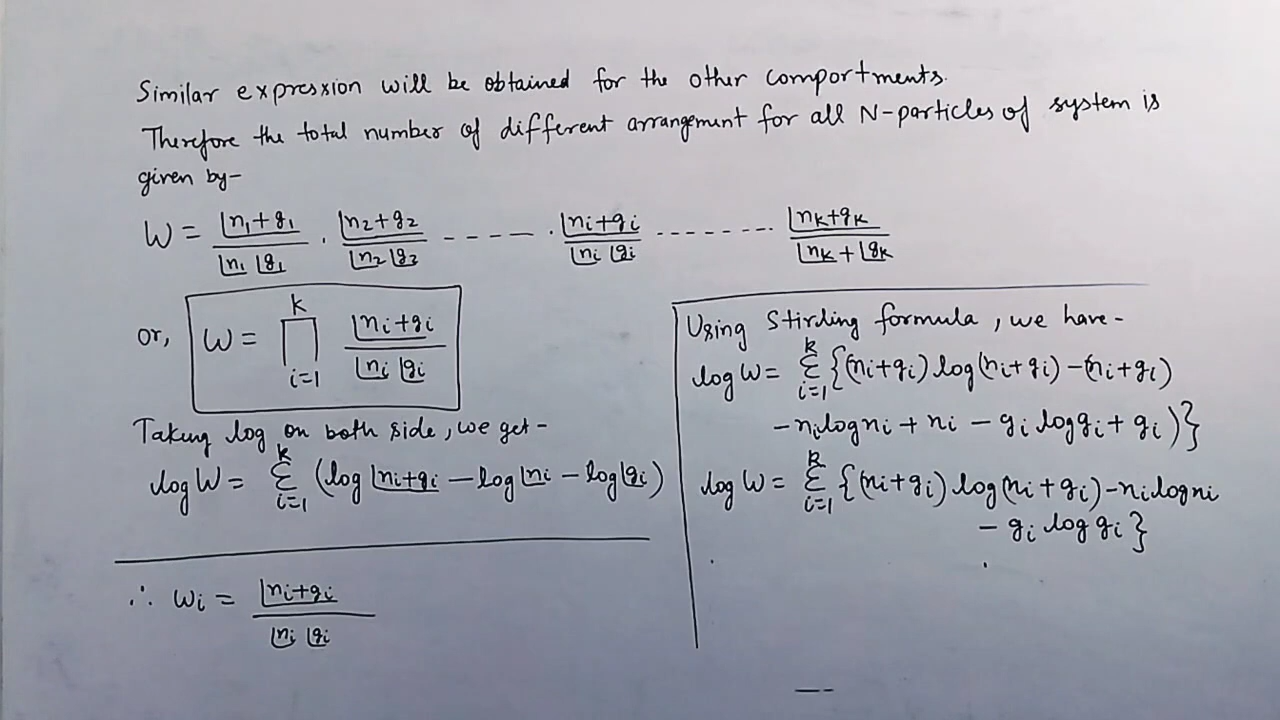 Similar expression will be obtained for the other comportments.
Therefore the total number of different arrangement for all N-particles of system is
given by-
W = ⌊n₁+g₁ / ⌊n₁ ⌊g₁ · ⌊n₂+g₂ / ⌊n₂ ⌊g₂ ----- · ⌊ni+gi / ⌊ni ⌊gi -------- ⌊nK+gK / ⌊nK + ⌊gK
or, W = ∏_{i=1}^{k} ⌊ni+gi / ⌊ni ⌊gi
Taking log on both side, we get-
log W = Σ_{i=1}^{k} (log ⌊ni+gi - log ⌊ni - log ⌊gi)
∴ Wi = ⌊ni+gi / ⌊ni ⌊gi
Using Stirling formula, we have-
log W = Σ_{i=1}^{k} {(ni+gi) log(ni+gi) - (ni+gi)
- ni log ni + ni - gi log gi + gi)}
log W = Σ_{i=1}^{k} {(ni+gi) log(ni+gi) - ni log ni
- gi log gi}